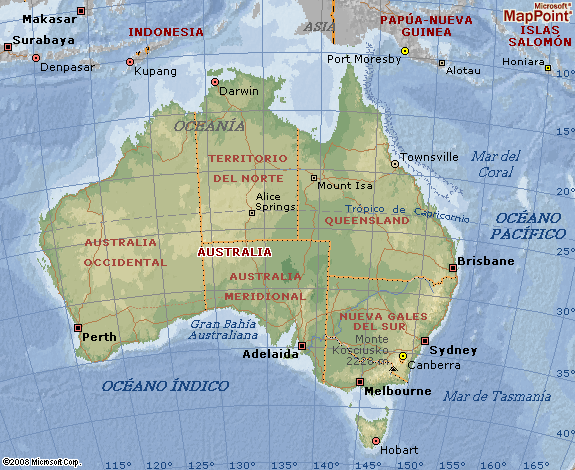 Microsoft®
MapPoint®
Makasar
ASIA
PAPÚA-NUEVA
GUINEA
INDONESIA
ISLAS
SALOMÓN
Surabaya
Port Moresby
Denpasar
Kupang
Alotau
Honiara
10°
Darwin
OCEANÍA
15°
TERRITORIO
DEL NORTE
Townsville
Mar del
Coral
Mount Isa
20°
Alice
Springs
Trópico de Capricornio
QUEENSLAND
OCÉANO
PACÍFICO
AUSTRALIA
OCCIDENTAL
AUSTRALIA
25°
Brisbane
AUSTRALIA
MERIDIONAL
30°
NUEVA GALES
DEL SUR
Gran Bahía
Australiana
Perth
Monte
Kosciusko
2228 m
Sydney
Adelaida
Canberra
35°
OCÉANO ÍNDICO
Melbourne
Mar de Tasmania
40°
Hobart
©2008 Microsoft Corp.
115°
120°
125°
130°
135°
140°
145°
150°
155°
160°
165°